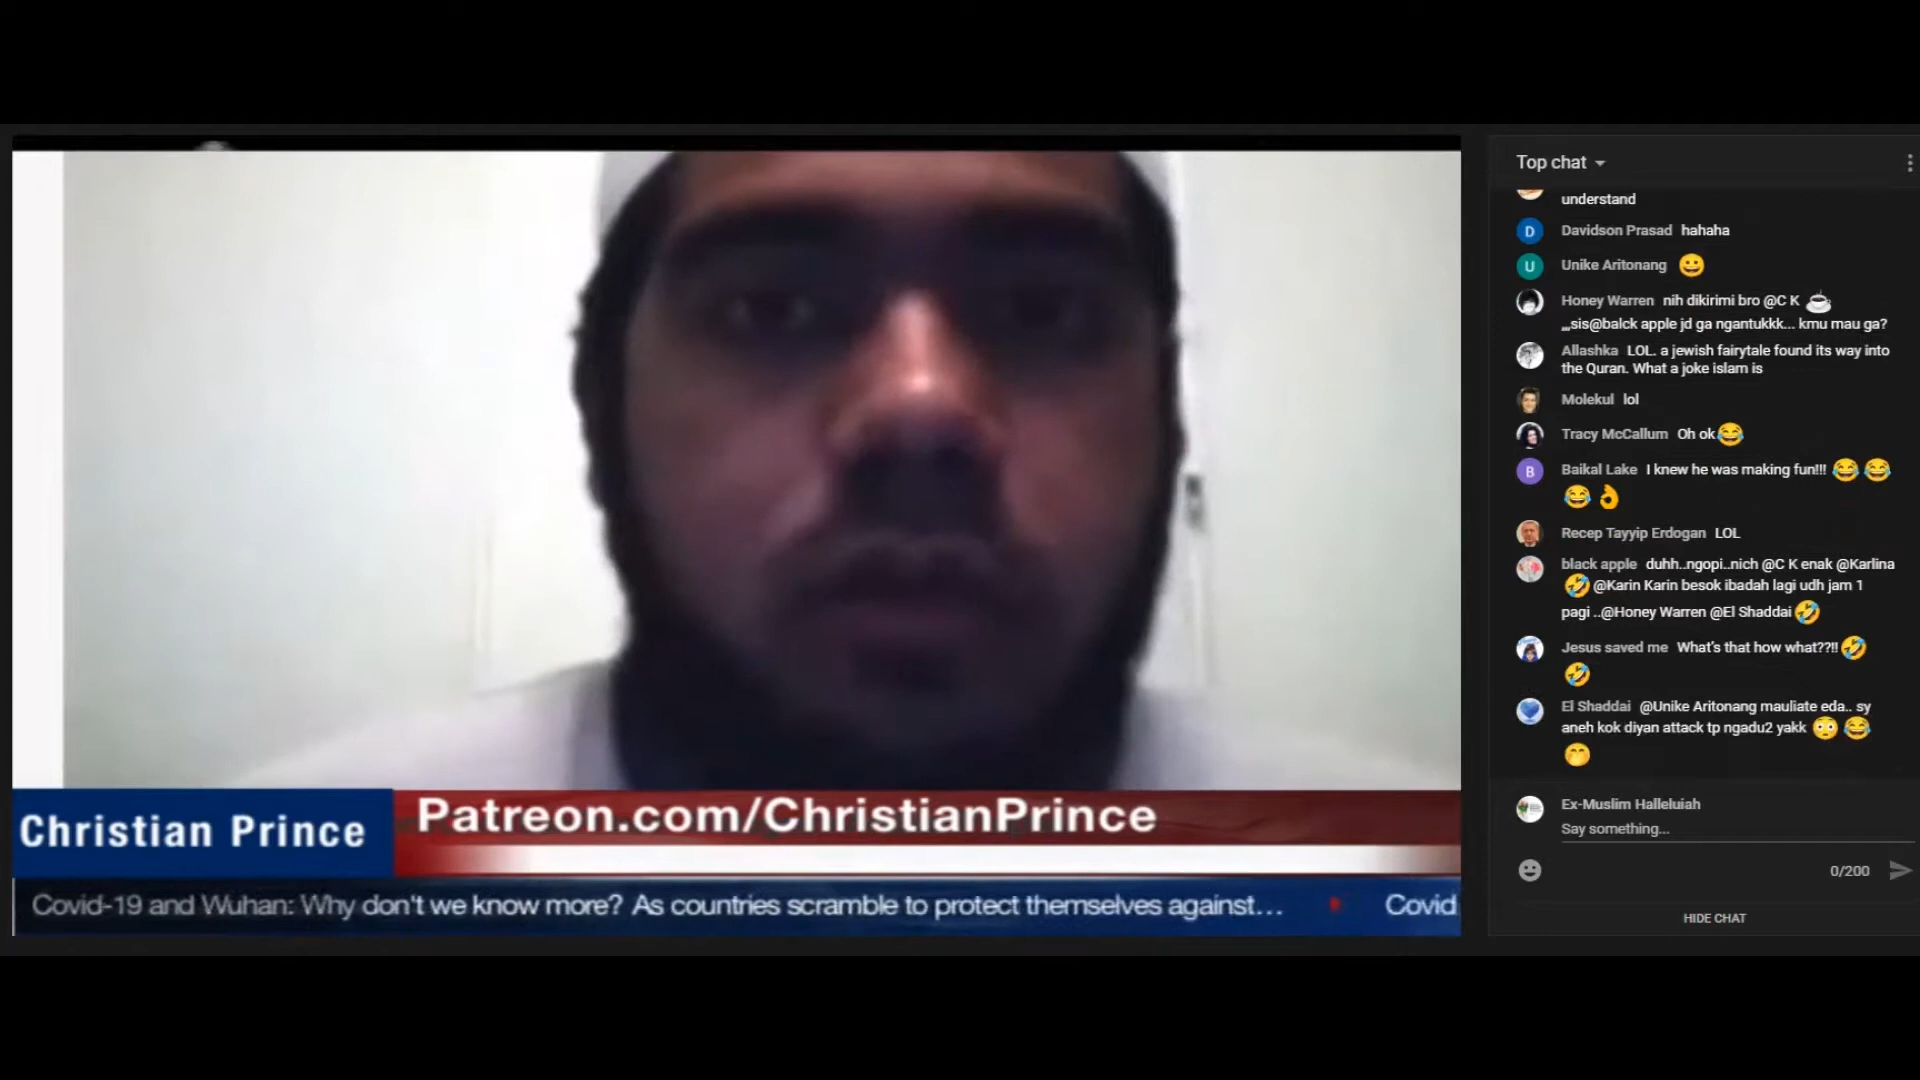 Top chat
understand
D Davidson Prasad hahaha
U Unike Aritonang 😀
Honey Warren nih dikirimi bro @C K ☕
,,,sis@balck apple jd ga ngantukkk... kmu mau ga?
Allashka LOL. a jewish fairytale found its way into
the Quran. What a joke islam is
Molekul lol
Tracy McCallum Oh ok😂
B Baikal Lake I knew he was making fun!!! 😂 😂
😂 👌
Recep Tayyip Erdogan LOL
black apple duhh..ngopi..nich @C K enak @Karlina
🤣 @Karin Karin besok ibadah lagi udh jam 1
pagi ..@Honey Warren @El Shaddai 🤣
Jesus saved me What's that how what??!! 🤣
🤣
El Shaddai @Unike Aritonang mauliate eda.. sy
aneh kok diyan attack tp ngadu2 yakk 😳 😂
🤭
Ex-Muslim Halleluiah
Say something...
0/200
HIDE CHAT
Christian Prince
Patreon.com/ChristianPrince
Covid-19 and Wuhan: Why don't we know more? As countries scramble to protect themselves against... Covid